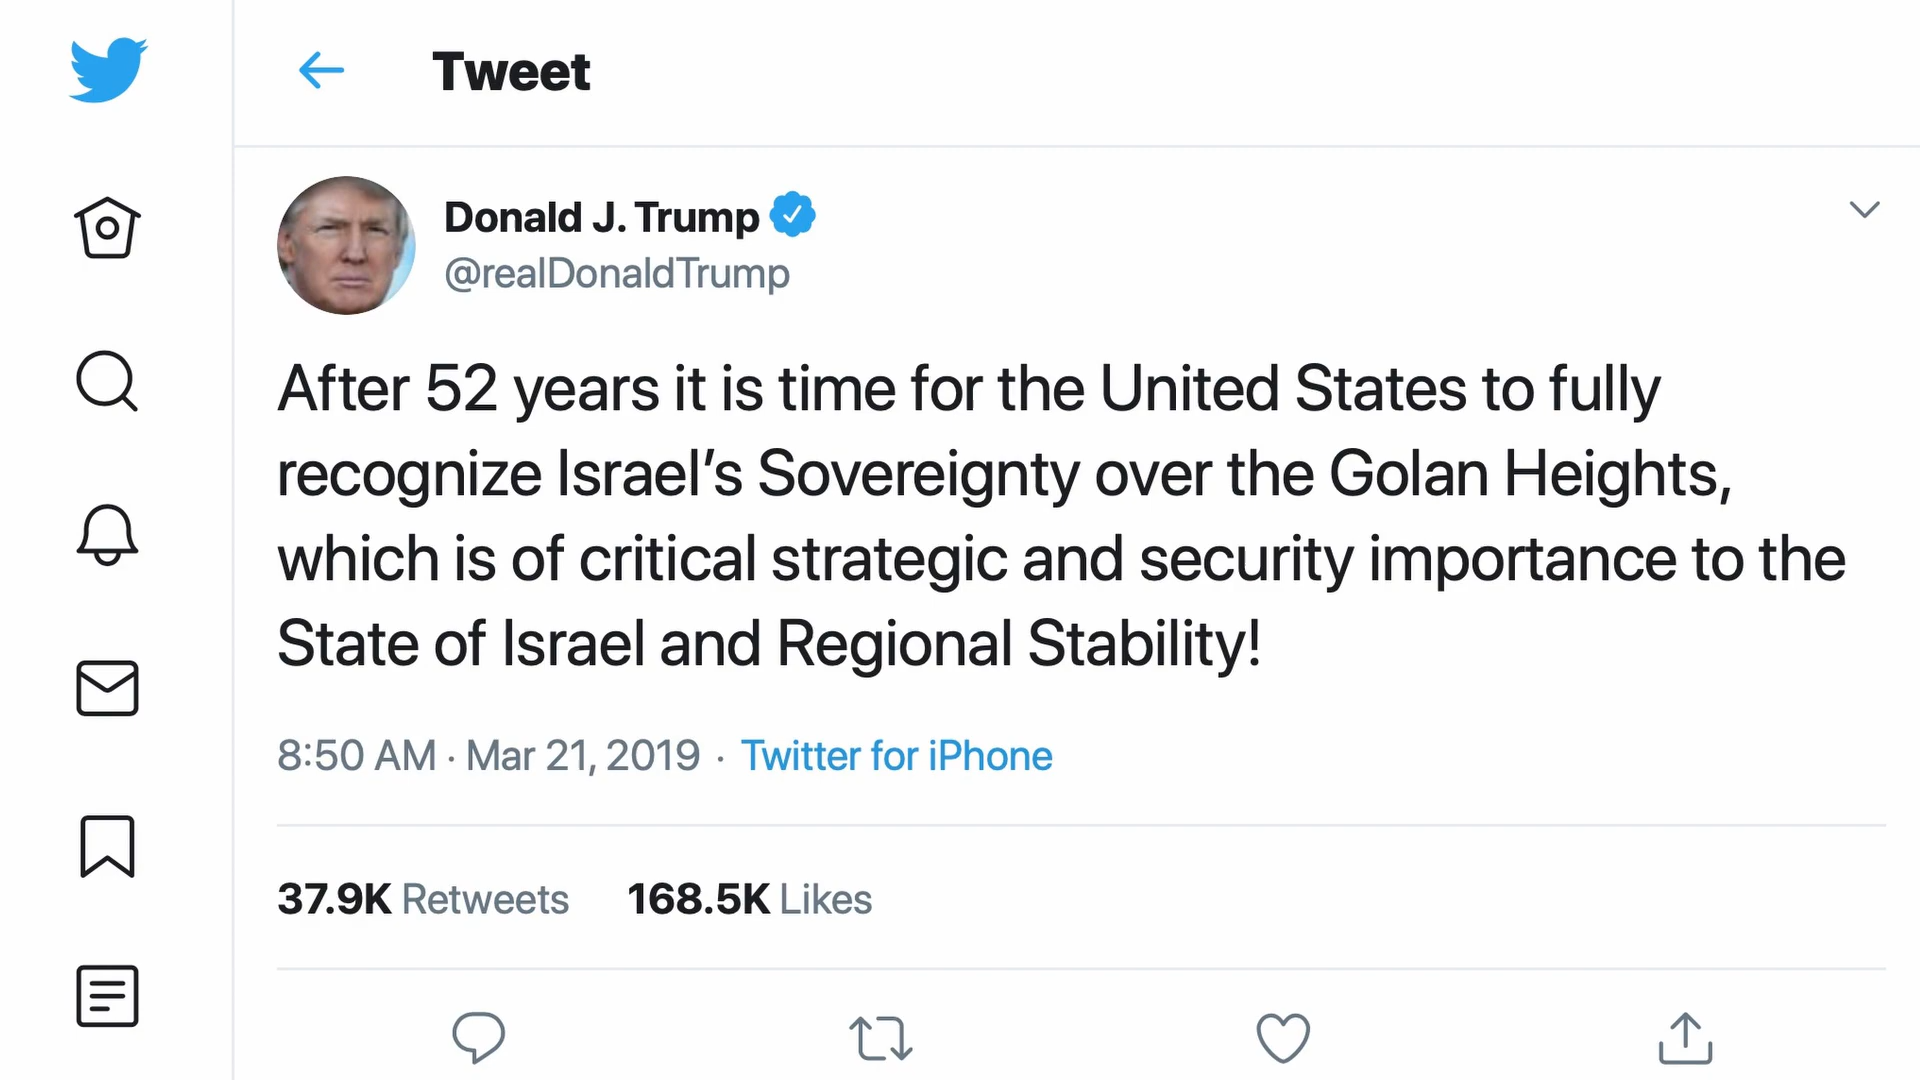 Tweet
Donald J. Trump
@realDonaldTrump
After 52 years it is time for the United States to fully
recognize Israel’s Sovereignty over the Golan Heights,
which is of critical strategic and security importance to the
State of Israel and Regional Stability!
8:50 AM · Mar 21, 2019 · Twitter for iPhone
37.9K Retweets 168.5K Likes